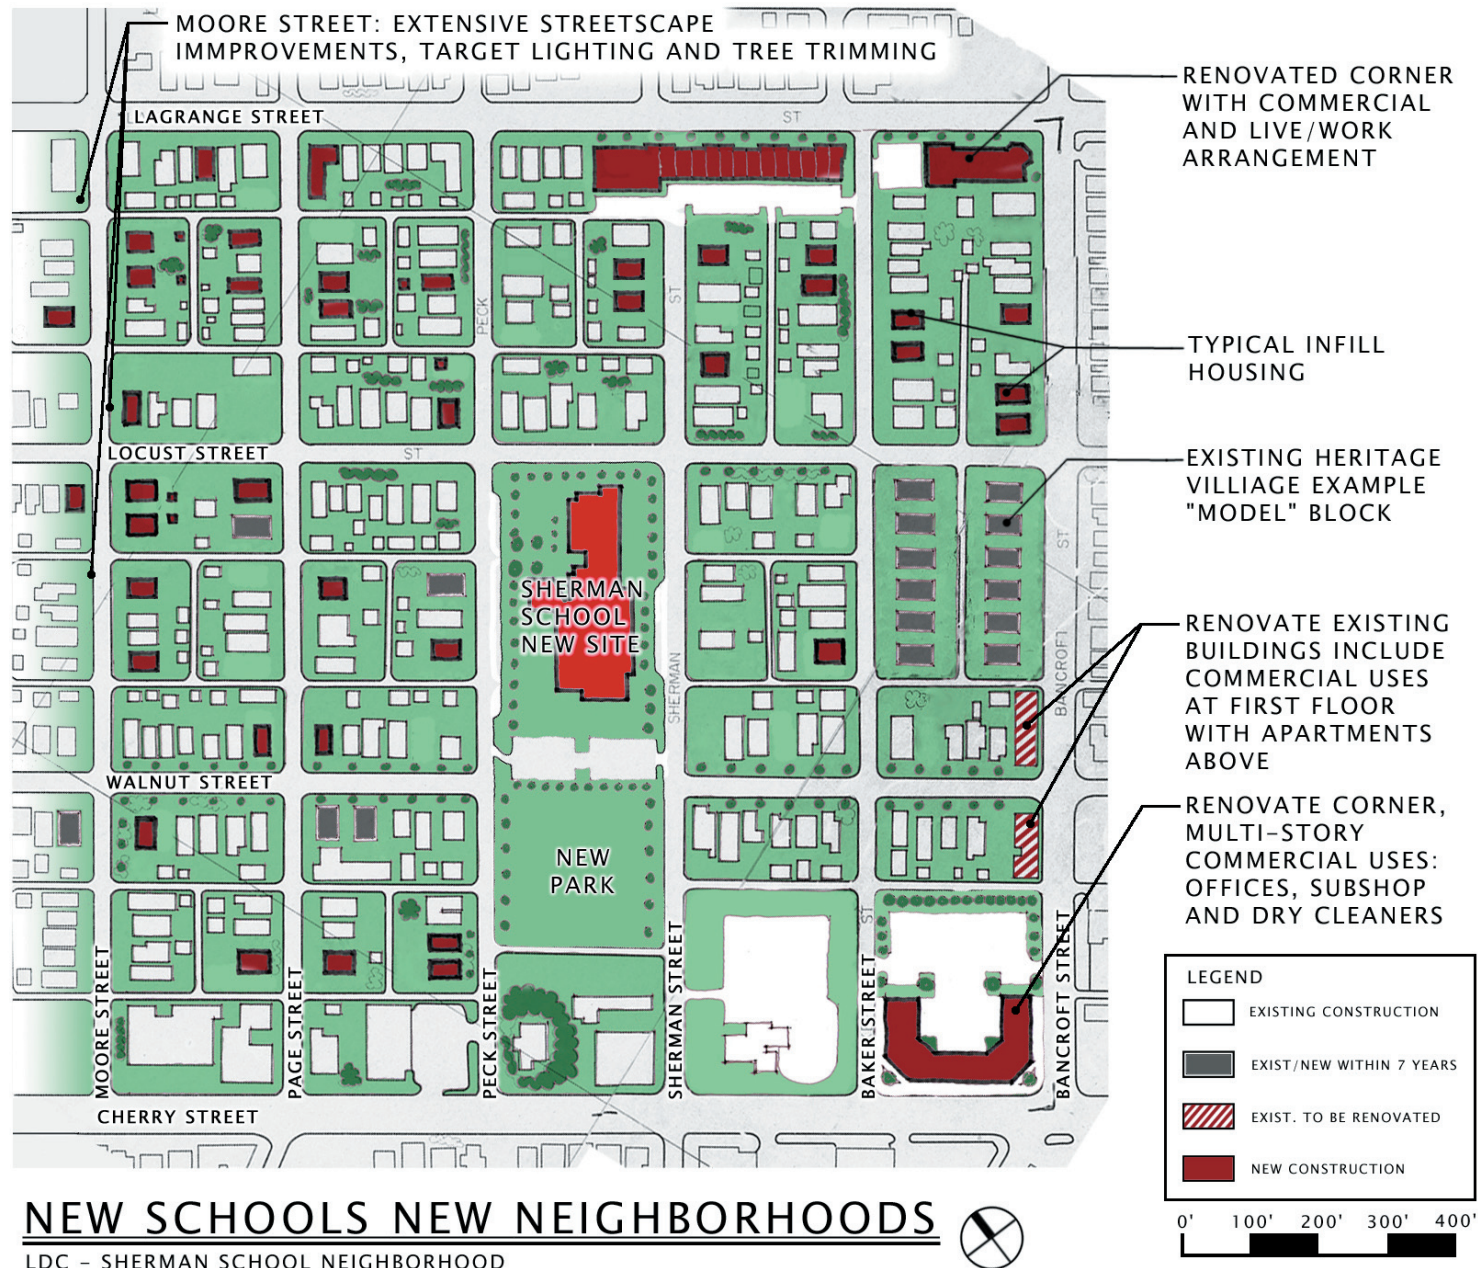 MOORE STREET: EXTENSIVE STREETSCAPE
IMMPROVEMENTS, TARGET LIGHTING AND TREE TRIMMING
RENOVATED CORNER
WITH COMMERCIAL
AND LIVE/WORK
ARRANGEMENT
LAGRANGE STREET
ST
PECK
ST
TYPICAL INFILL
HOUSING
LOCUST STREET
ST
EXISTING HERITAGE
VILLIAGE EXAMPLE
"MODEL" BLOCK
ST
SHERMAN
SCHOOL
NEW SITE
SHERMAN
BANCROFT
RENOVATE EXISTING
BUILDINGS INCLUDE
COMMERCIAL USES
AT FIRST FLOOR
WITH APARTMENTS
ABOVE
WALNUT STREET
NEW
PARK
RENOVATE CORNER,
MULTI-STORY
COMMERCIAL USES:
OFFICES, SUBSHOP
AND DRY CLEANERS
ST
MOORE STREET
PAGE STREET
PECK STREET
SHERMAN STREET
BAKER STREET
BANCROFT STREET
CHERRY STREET
LEGEND
EXISTING CONSTRUCTION
EXIST/NEW WITHIN 7 YEARS
EXIST. TO BE RENOVATED
NEW CONSTRUCTION
0' 100' 200' 300' 400'
NEW SCHOOLS NEW NEIGHBORHOODS
LDC - SHERMAN SCHOOL NEIGHBORHOOD